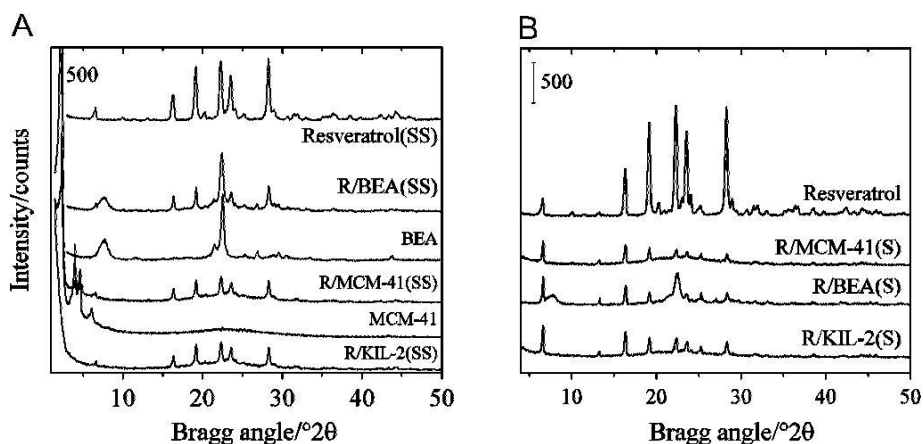 A
500
Resveratrol(SS)
R/BEA(SS)
BEA
R/MCM-41(SS)
MCM-41
R/KIL-2(SS)
Intensity/counts
10 20 30 40 50
Bragg angle/°2θ
B
500
Resveratrol
R/MCM-41(S)
R/BEA(S)
R/KIL-2(S)
10 20 30 40 50
Bragg angle/°2θ